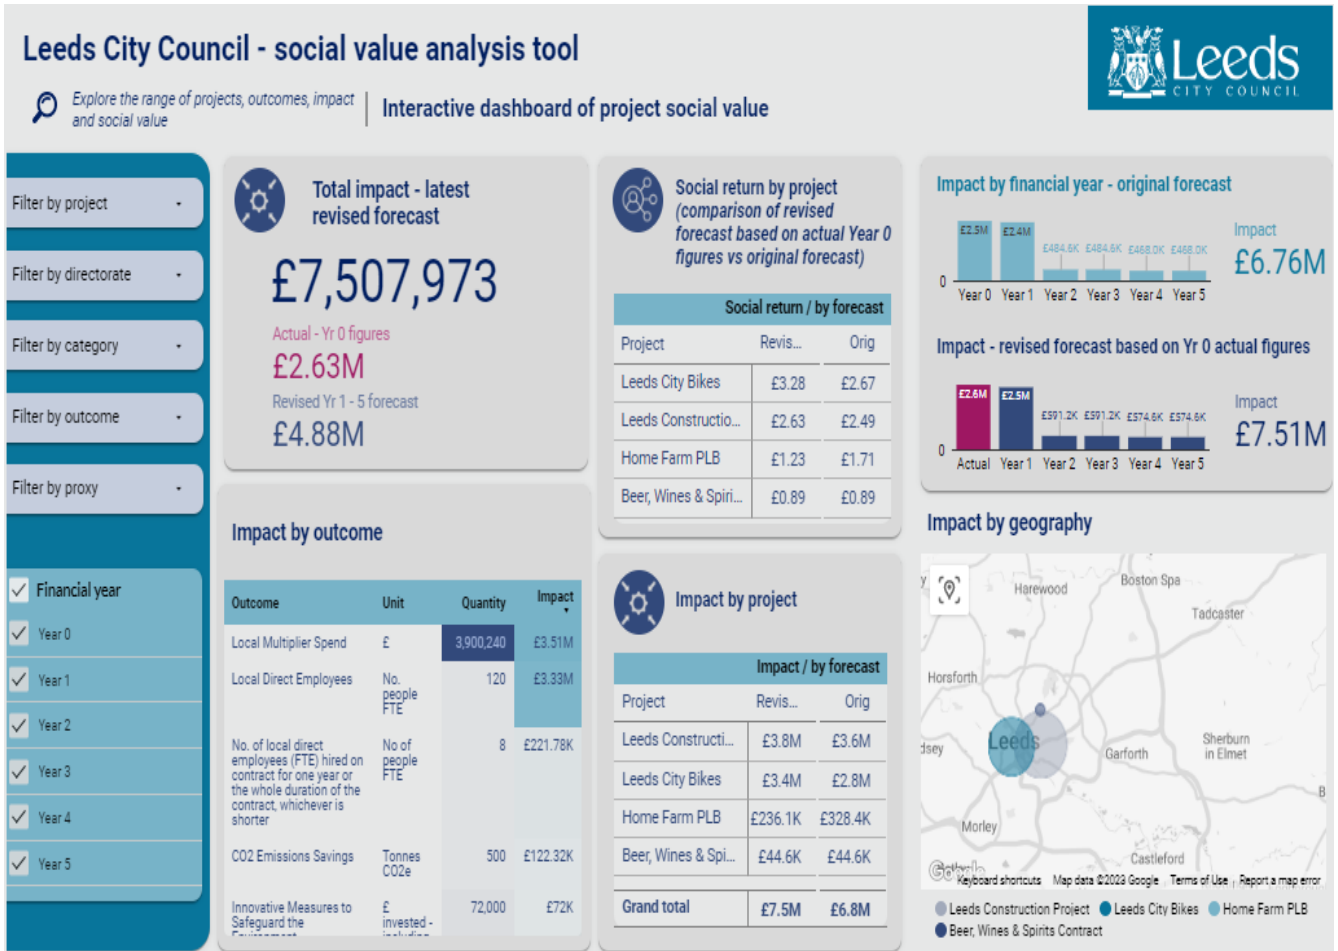 Leeds City Council - social value analysis tool
Explore the range of projects, outcomes, impact
and social value
Interactive dashboard of project social value
Leeds
CITY COUNCIL
Filter by project
Filter by directorate
Filter by category
Filter by outcome
Filter by proxy
Financial year
Year 0
Year 1
Year 2
Year 3
Year 4
Year 5
Total impact - latest
revised forecast
£7,507,973
Actual - Yr 0 figures
£2.63M
Revised Yr 1 - 5 forecast
£4.88M
Impact by outcome
Outcome Unit Quantity Impact
Local Multiplier Spend £ 3,900,240 £3.51M
Local Direct Employees No. 120 £3.33M
people
FTE
No. of local direct No of 8 £221.78K
employees (FTE) hired on people
contract for one year or FTE
the whole duration of the
contract, whichever is
shorter
CO2 Emissions Savings Tonnes 500 £122.32K
CO2e
Innovative Measures to £ 72,000 £72K
Safeguard the invested -
Social return by project
(comparison of revised
forecast based on actual Year 0
figures vs original forecast)
Social return / by forecast
Project Revis... Orig
Leeds City Bikes £3.28 £2.67
Leeds Constructio... £2.63 £2.49
Home Farm PLB £1.23 £1.71
Beer, Wines & Spiri... £0.89 £0.89
Impact by project
Impact / by forecast
Project Revis... Orig
Leeds Constructi... £3.8M £3.6M
Leeds City Bikes £3.4M £2.8M
Home Farm PLB £236.1K £328.4K
Beer, Wines & Spi... £44.6K £44.6K
Grand total £7.5M £6.8M
Impact by financial year - original forecast
£2.5M £2.4M £484.6K £484.6K £468.0K £468.0K
0
Year 0 Year 1 Year 2 Year 3 Year 4 Year 5
Impact
£6.76M
Impact - revised forecast based on Yr 0 actual figures
£2.6M £2.5M £591.2K £591.2K £574.6K £574.6K
0
Actual Year 1 Year 2 Year 3 Year 4 Year 5
Impact
£7.51M
Impact by geography
Harewood
Boston Spa
Tadcaster
Horsforth
Leeds
dsey
Garforth
Sherburn
in Elmet
B
Morley
Castleford
Google
Keyboard shortcuts Map data ©2023 Google Terms of Use Report a map error
Leeds Construction Project Leeds City Bikes Home Farm PLB
Beer, Wines & Spirits Contract